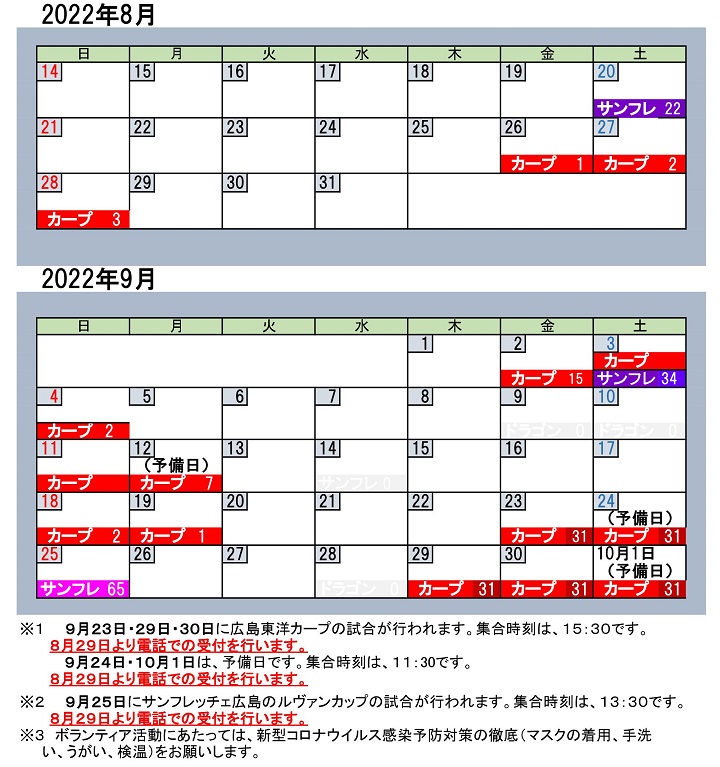 2022年8月
日 月 火 水 木 金 土
14 15 16 17 18 19 20
サンフレ 22
21 22 23 24 25 26 27
カープ 1 カープ 2
28 29 30 31
カープ 3
2022年9月
日 月 火 水 木 金 土
1 2 3
カープ
カープ 15 サンフレ 34
4 5 6 7 8 9 10
カープ 2 ドラゴン 0 ドラゴン 0
11 12 13 14 15 16 17
(予備日)
カープ カープ 7 サンフレ 0
18 19 20 21 22 23 24
(予備日)
カープ 2 カープ 1 カープ 31 カープ 31
25 26 27 28 29 30 10月1日
(予備日)
サンフレ 65 ドラゴン 0 カープ 31 カープ 31 カープ 31
※1 9月23日・29日・30日に広島東洋カープの試合が行われます。集合時刻は、15:30です。
8月29日より電話での受付を行います。
9月24日・10月1日は、予備日です。集合時刻は、11:30です。
8月29日より電話での受付を行います。
※2 9月25日にサンフレッチェ広島のルヴァンカップの試合が行われます。集合時刻は、13:30です。
8月29日より電話での受付を行います。
※3 ボランティア活動にあたっては、新型コロナウイルス感染予防対策の徹底(マスクの着用、手洗
い、うがい、検温)をお願いします。